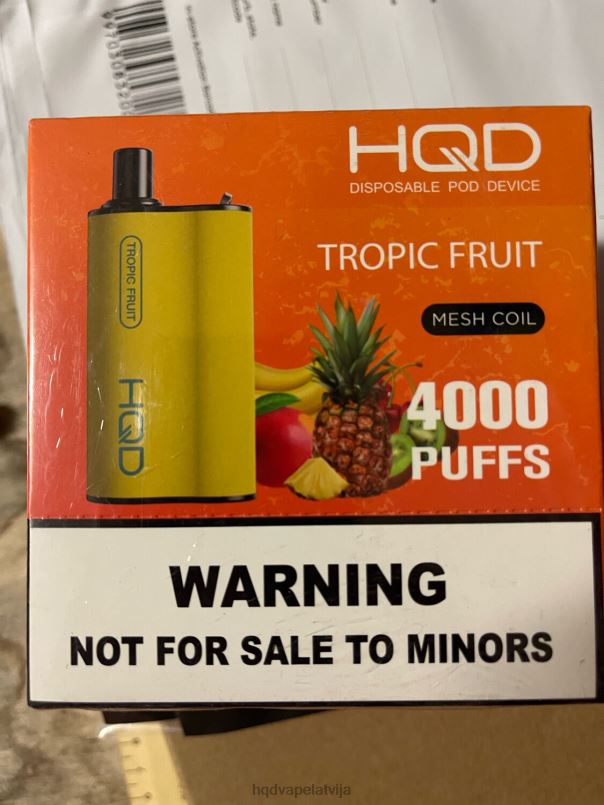 HQD
DISPOSABLE POD DEVICE
TROPIC FRUIT
MESH COIL
4000
PUFFS
TROPIC FRUIT
HQD
WARNING
NOT FOR SALE TO MINORS
hqdvapelatvija